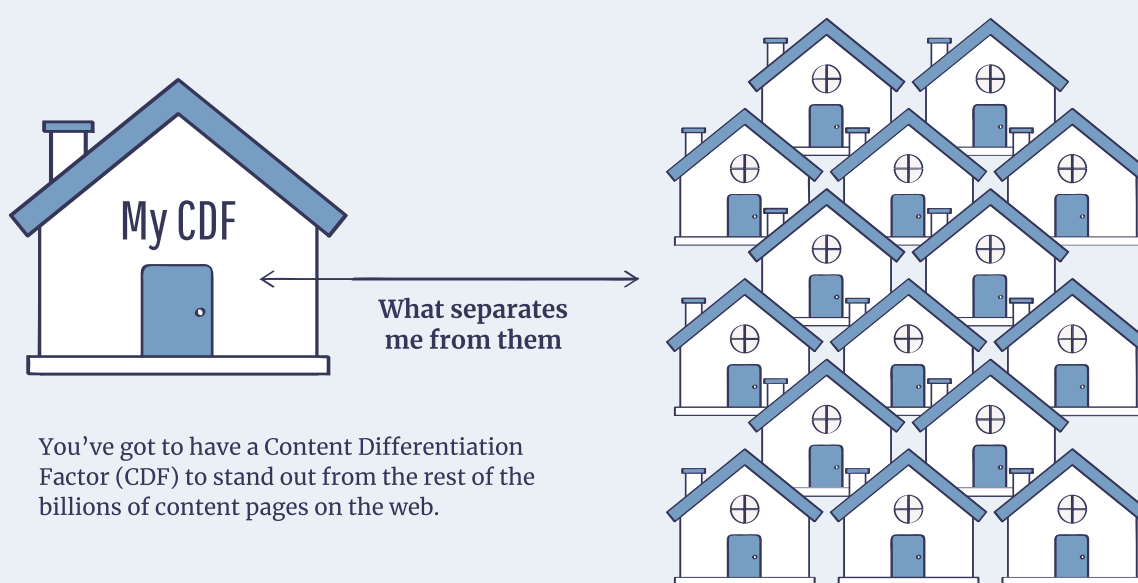 My CDF
What separates
me from them
You’ve got to have a Content Differentiation
Factor (CDF) to stand out from the rest of the
billions of content pages on the web.